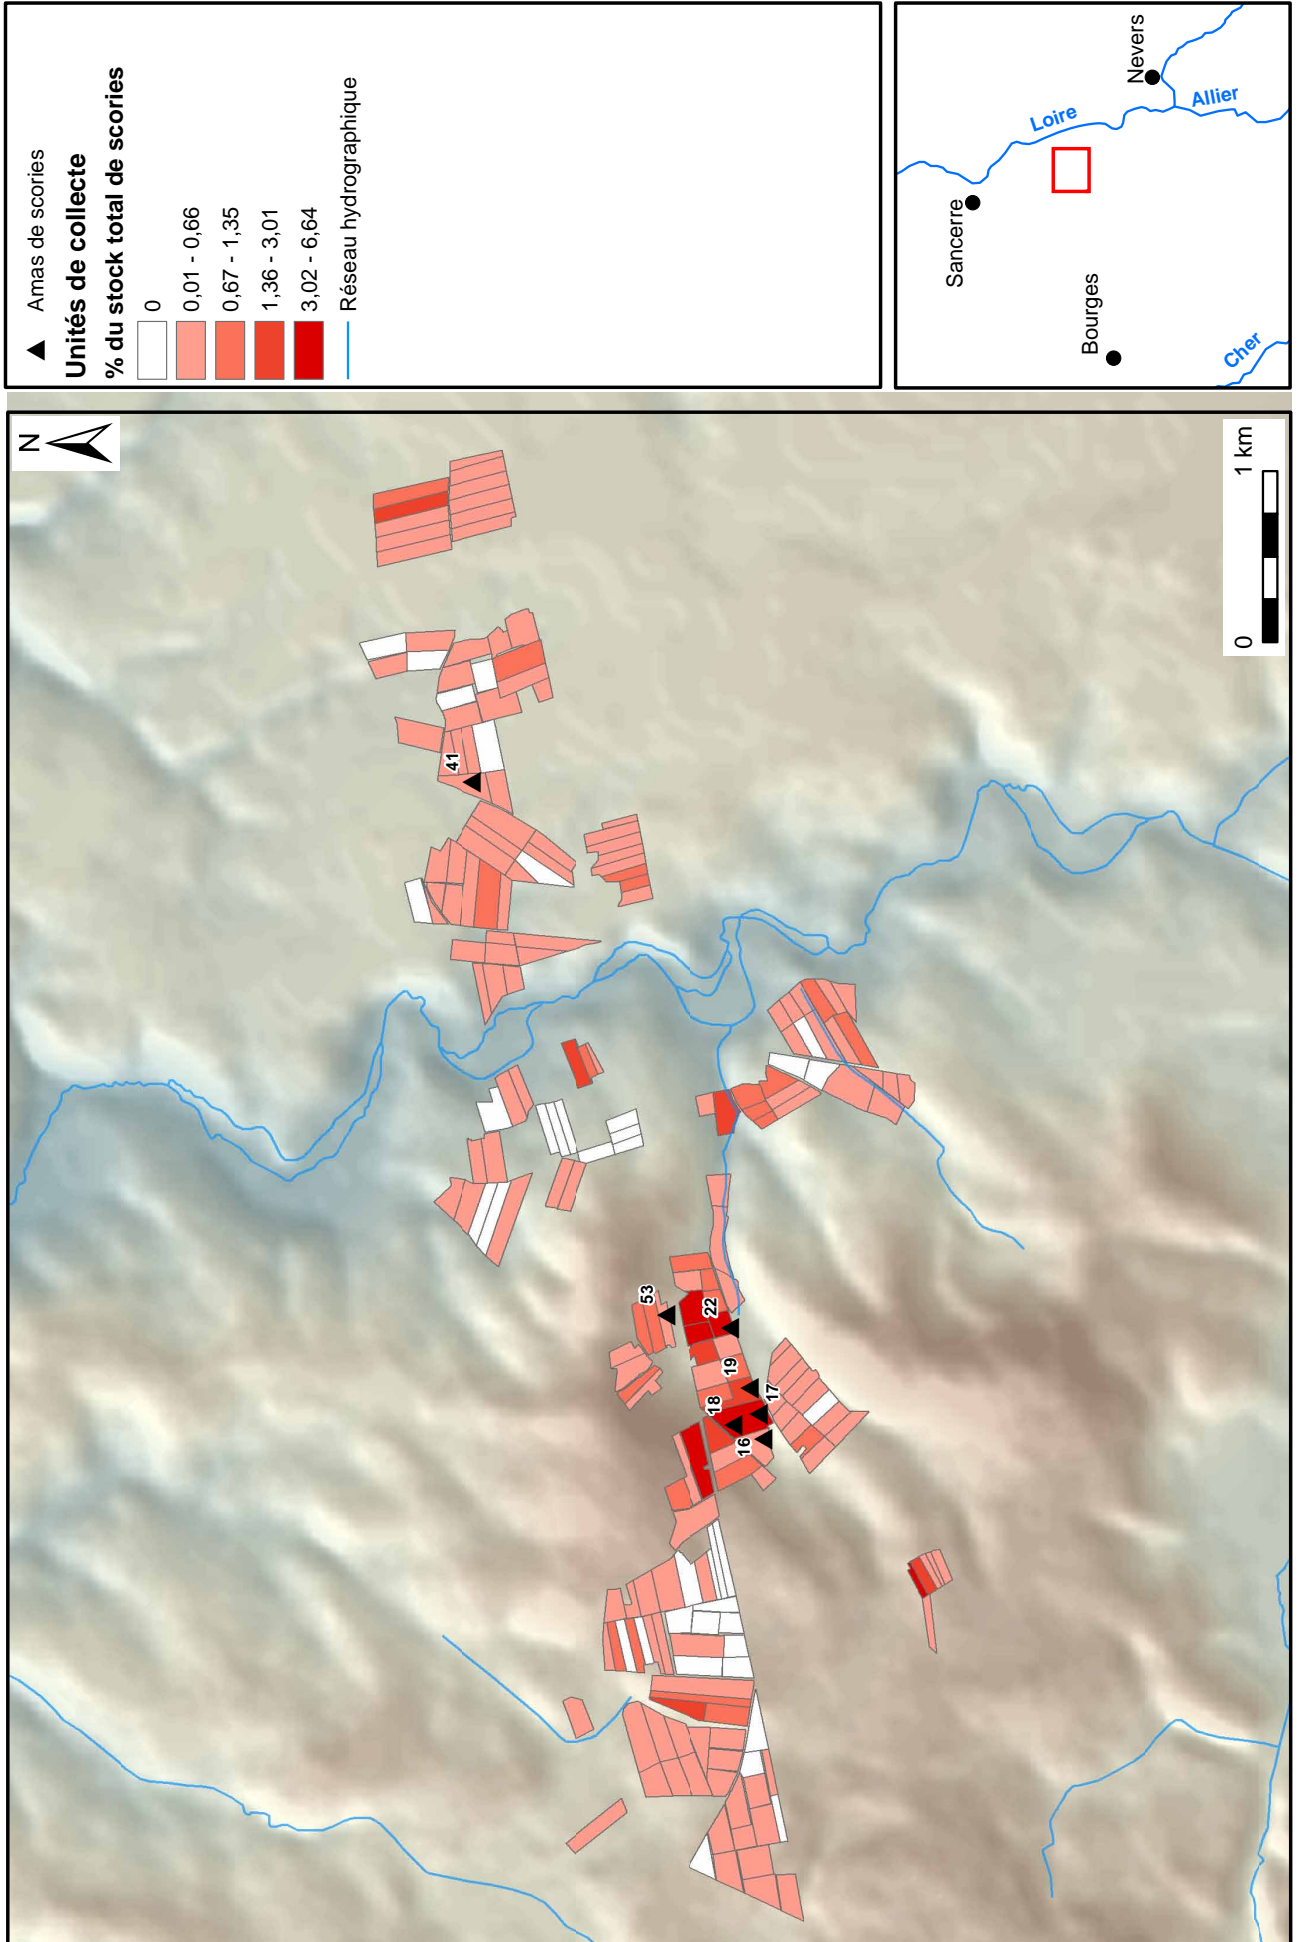 Amas de scories
Unités de collecte
% du stock total de scories
0
0,01 - 0,66
0,67 - 1,35
1,36 - 3,01
3,02 - 6,64
Réseau hydrographique
Sancerre
Bourges
Nevers
Loire
Allier
Cher
N
41
53
22
19
18
17
16
0
1 km